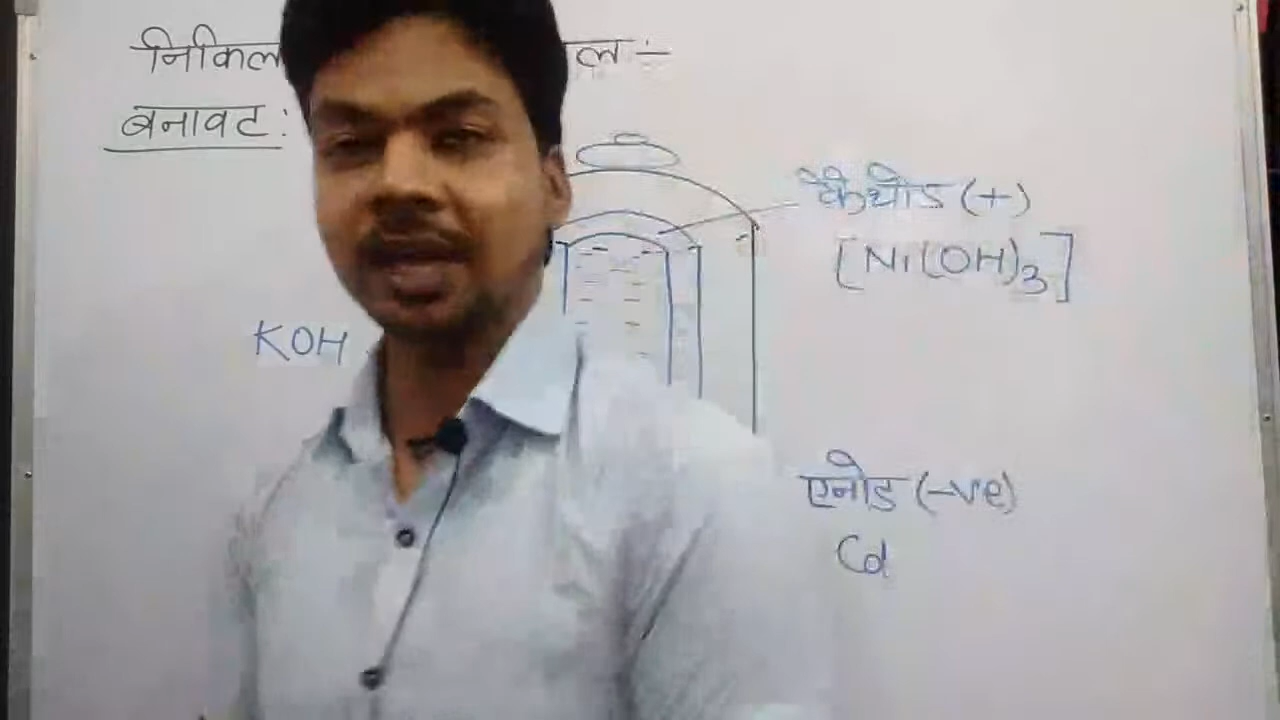 निकिल ल :-
बनावट :
कैथोड (+)
[Ni(OH)3]
KOH
एनोड (-ve)
Cd